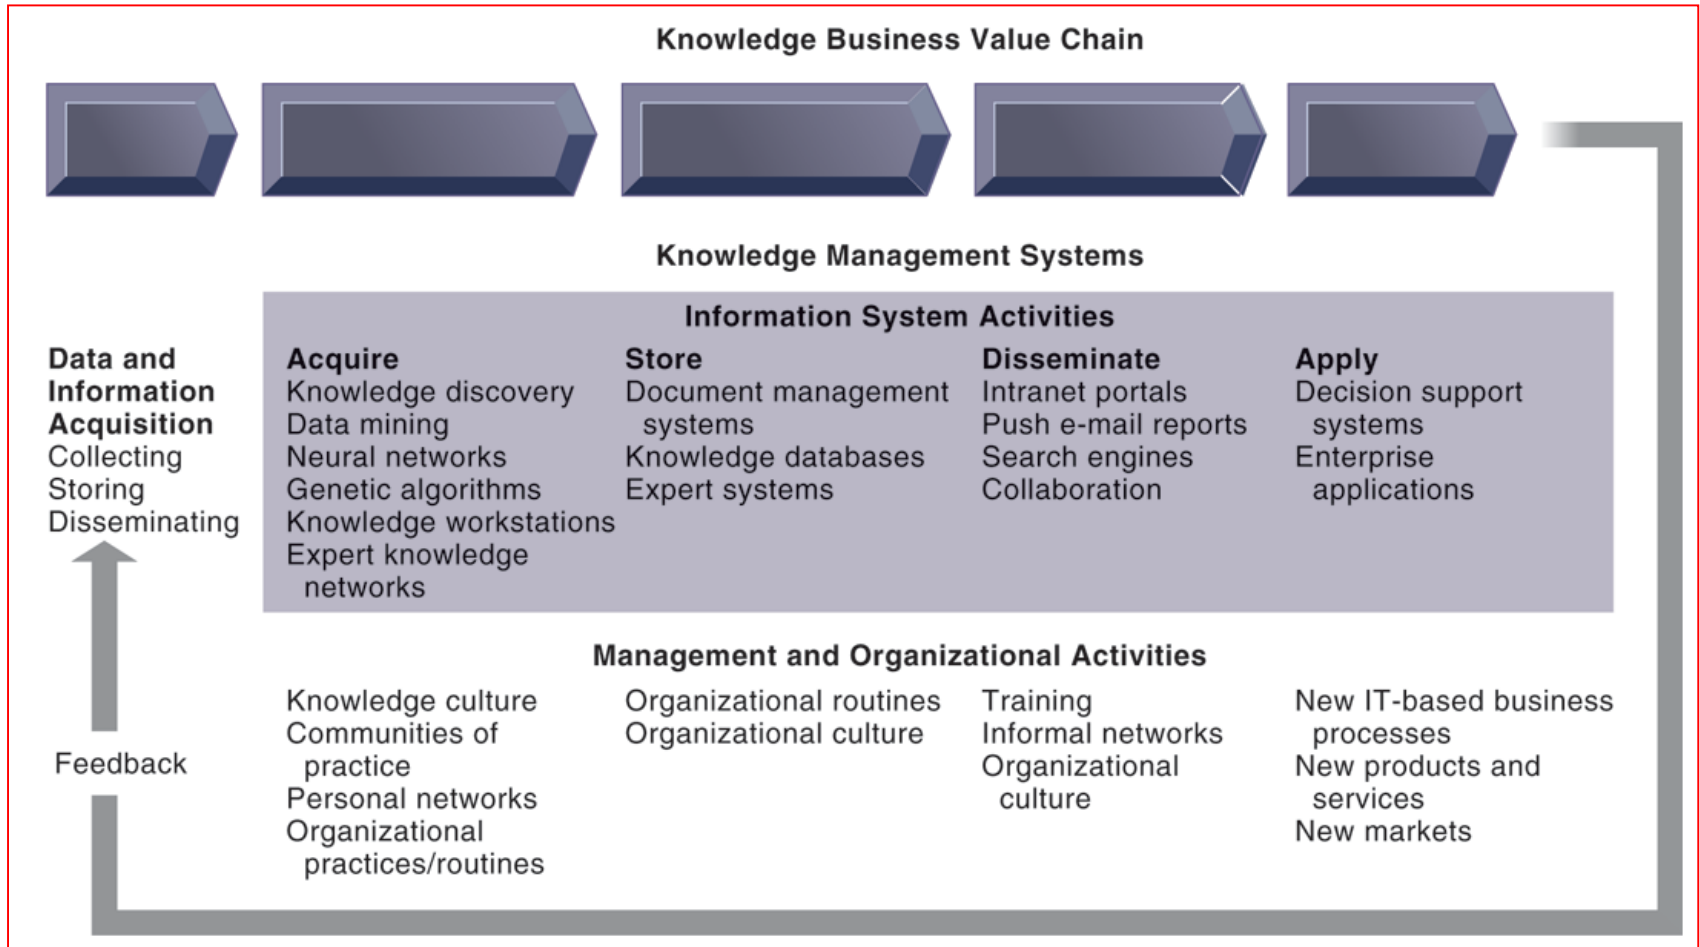 Knowledge Business Value Chain
Knowledge Management Systems
Information System Activities
Data and
Information
Acquisition
Collecting
Storing
Disseminating
Acquire
Knowledge discovery
Data mining
Neural networks
Genetic algorithms
Knowledge workstations
Expert knowledge
networks
Store
Document management
systems
Knowledge databases
Expert systems
Disseminate
Intranet portals
Push e-mail reports
Search engines
Collaboration
Apply
Decision support
systems
Enterprise
applications
Management and Organizational Activities
Knowledge culture
Communities of
practice
Personal networks
Organizational
practices/routines
Organizational routines
Organizational culture
Training
Informal networks
Organizational
culture
New IT-based business
processes
New products and
services
New markets
Feedback